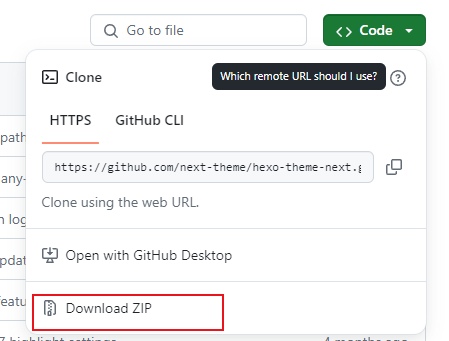 Go to file
Code
Clone
Which remote URL should I use?
HTTPS
GitHub CLI
https://github.com/next-theme/hexo-theme-next.g
Clone using the web URL.
Open with GitHub Desktop
Download ZIP
path
any-
log
pdat
featu
highlight settings
4 months ago